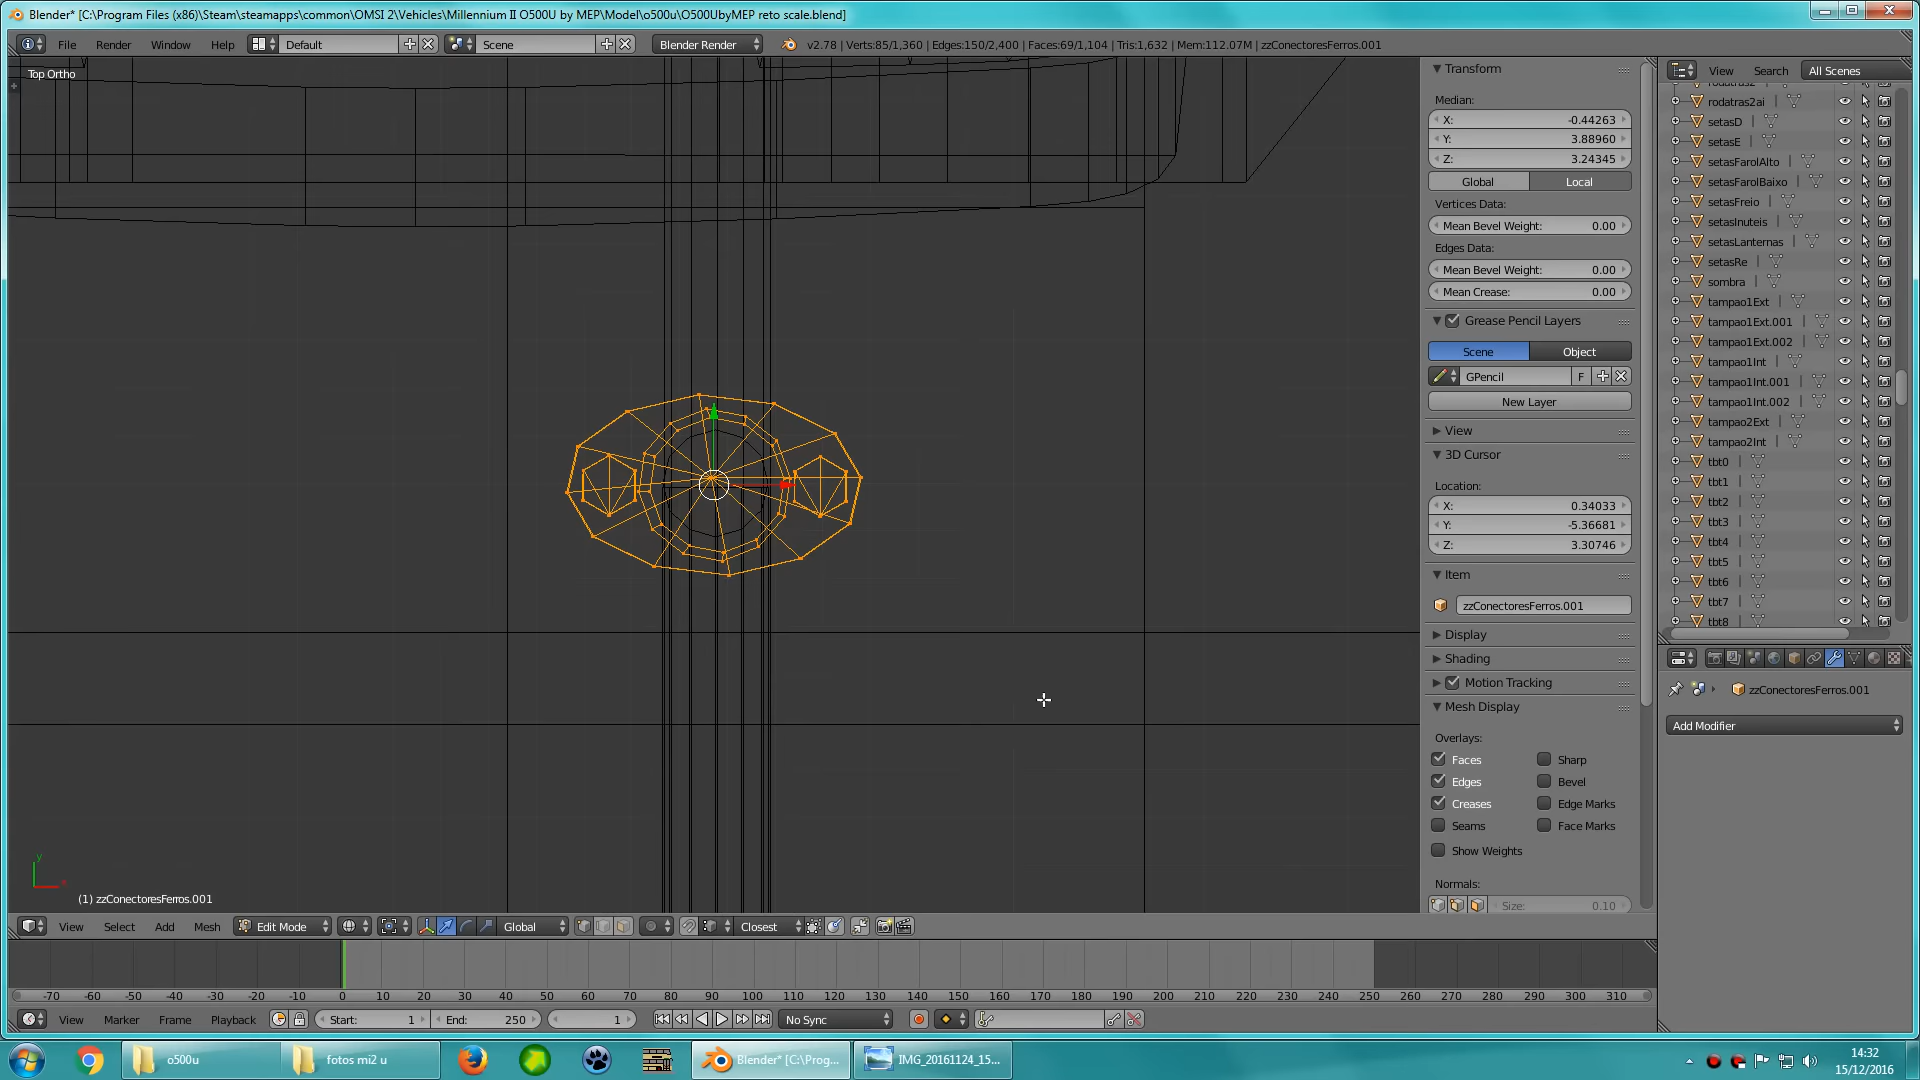 Blender* [C:\Program Files (x86)\Steam\steamapps\common\OMSI 2\Vehicles\Millennium II O500U by MEP\Model\o500u\O500UbyMEP reto scale.blend]
File Render Window Help Default Scene Blender Render v2.78 | Verts:85/1,360 | Edges:150/2,400 | Faces:69/1,104 | Tris:1,632 | Mem:112.07M | zzConectoresFerros.001
Top Ortho
(1) zzConectoresFerros.001
Transform
Median:
X: -0.44263
Y: 3.88960
Z: 3.24345
Global Local
Vertices Data:
Mean Bevel Weight: 0.00
Edges Data:
Mean Bevel Weight: 0.00
Mean Crease: 0.00
Grease Pencil Layers
Scene Object
GPencil F
New Layer
View
3D Cursor
Location:
X: 0.34033
Y: -5.36681
Z: 3.30746
Item
zzConectoresFerros.001
Display
Shading
Motion Tracking
Mesh Display
Overlays:
Faces Sharp
Edges Bevel
Creases Edge Marks
Seams Face Marks
Show Weights
Normals:
Size: 0.10
View Search All Scenes
rodatras2ai
setasD
setasE
setasFarolAlto
setasFarolBaixo
setasFreio
setasInuteis
setasLanternas
setasRe
sombra
tampao1Ext
tampao1Ext.001
tampao1Ext.002
tampao1Int
tampao1Int.001
tampao1Int.002
tampao2Ext
tampao2Int
tbt0
tbt1
tbt2
tbt3
tbt4
tbt5
tbt6
tbt7
tbt8
zzConectoresFerros.001
Add Modifier
y
x
View Select Add Mesh Edit Mode Global Closest
-70 -60 -50 -40 -30 -20 -10 0 10 20 30 40 50 60 70 80 90 100 110 120 130 140 150 160 170 180 190 200 210 220 230 240 250 260 270 280 290 300 310
View Marker Frame Playback Start: 1 End: 250 1 No Sync
o500u fotos mi2 u Blender* [C:\Prog... IMG_20161124_15...
14:32
15/12/2016